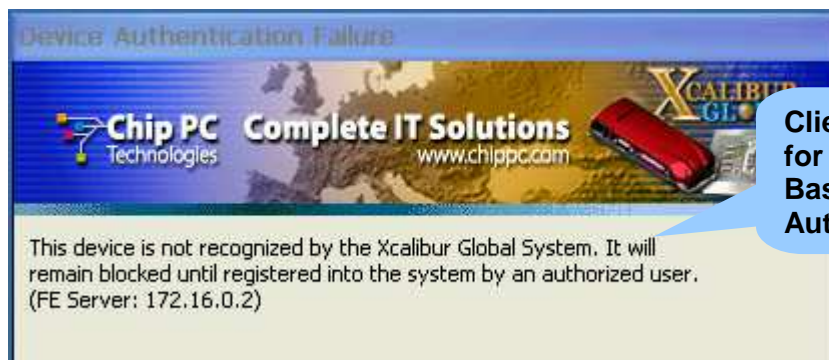 Device Authentication Failure
Chip PC
Technologies
Complete IT Solutions
www.chippc.com
XCALIBUR
This device is not recognized by the Xcalibur Global System. It will
remain blocked until registered into the system by an authorized user.
(FE Server: 172.16.0.2)
for